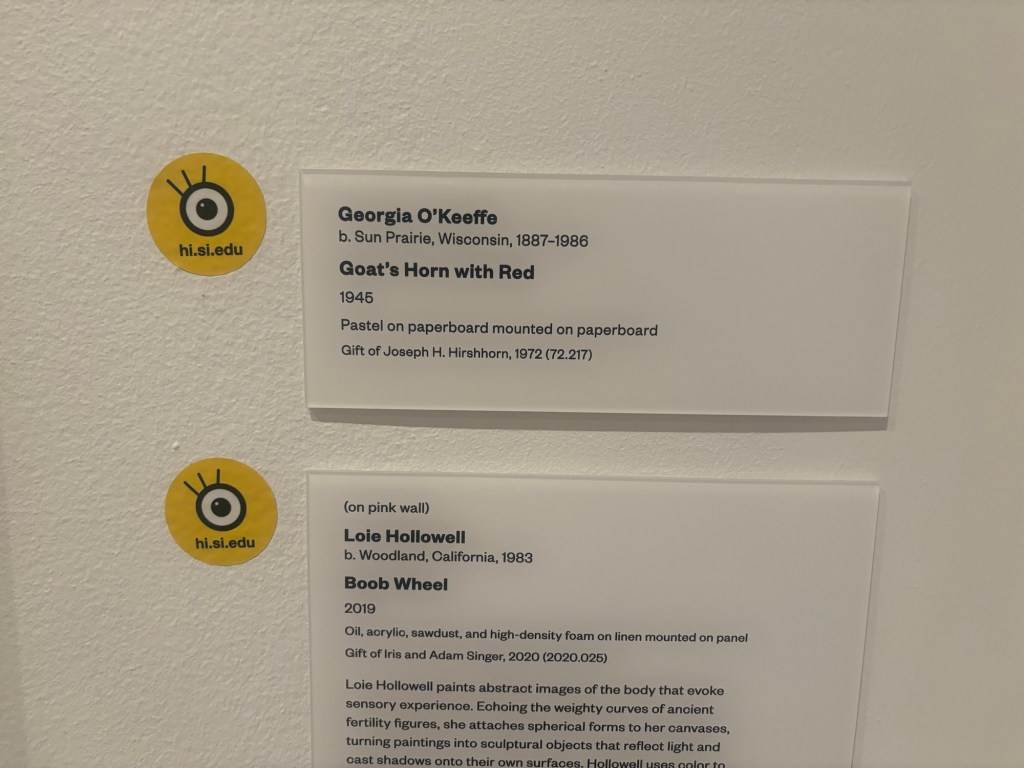 hi.si.edu
Georgia O’Keeffe
b. Sun Prairie, Wisconsin, 1887–1986
Goat’s Horn with Red
1945
Pastel on paperboard mounted on paperboard
Gift of Joseph H. Hirshhorn, 1972 (72.217)
hi.si.edu
(on pink wall)
Loie Hollowell
b. Woodland, California, 1983
Boob Wheel
2019
Oil, acrylic, sawdust, and high-density foam on linen mounted on panel
Gift of Iris and Adam Singer, 2020 (2020.025)
Loie Hollowell paints abstract images of the body that evoke
sensory experience. Echoing the weighty curves of ancient
fertility figures, she attaches spherical forms to her canvases,
turning paintings into sculptural objects that reflect light and
cast shadows onto their own surfaces. Hollowell uses color to